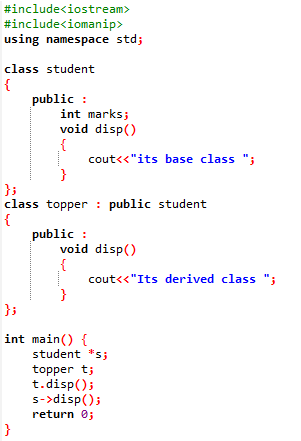 #include<iostream>
#include<iomanip>
using namespace std;

class student
{
    public :
        int marks;
        void disp()
        {
            cout<<"its base class ";
        }
};
class topper : public student
{
    public :
        void disp()
        {
            cout<<"Its derived class ";
        }
};

int main() {
    student *s;
    topper t;
    t.disp();
    s->disp();
    return 0;
}